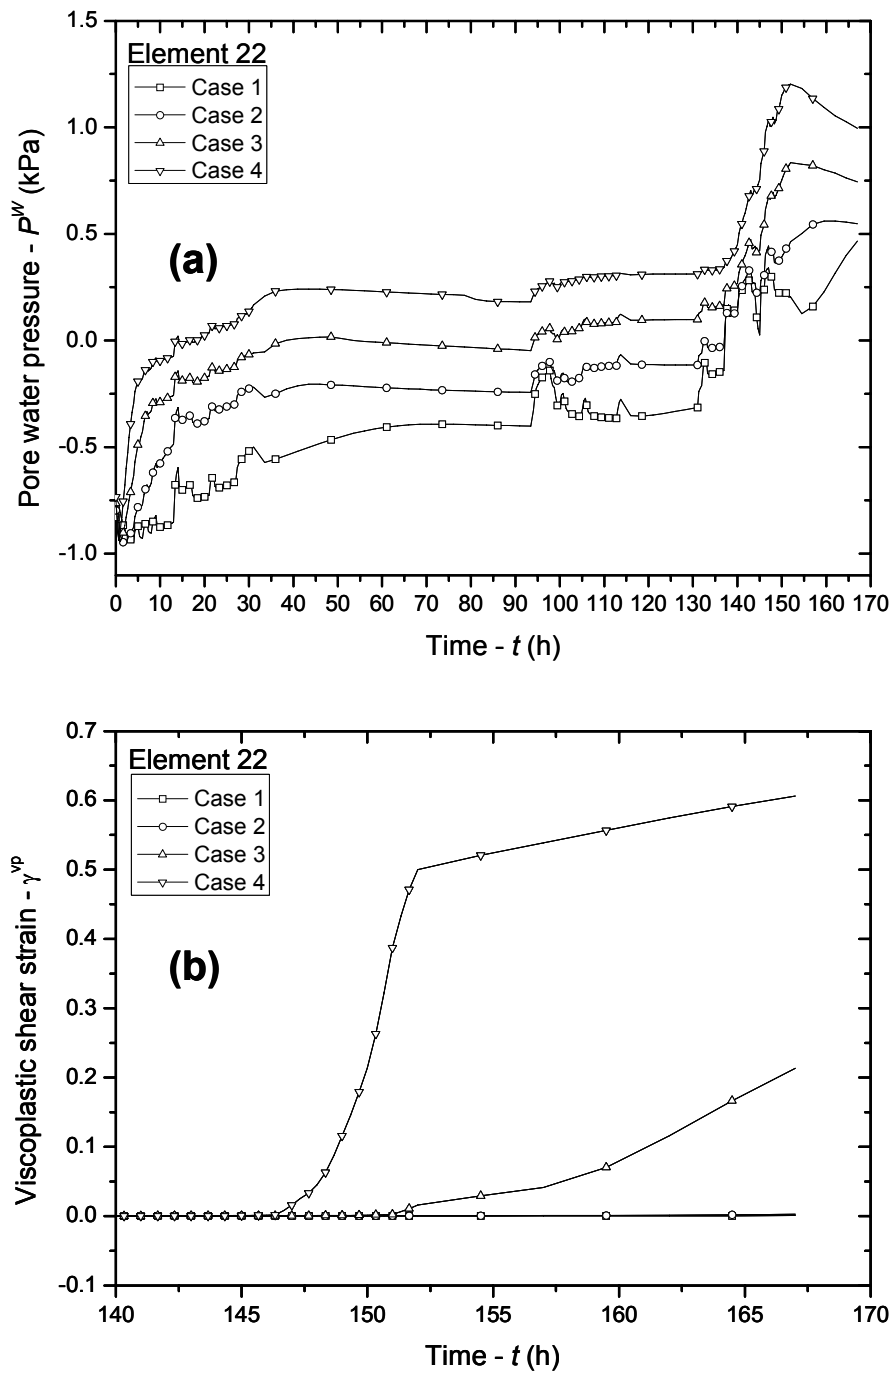 1.5
Element 22
Case 1
Case 2
Case 3
Case 4
1.0
0.5
0.0
-0.5
-1.0
Pore water pressure - P^W (kPa)
(a)
0 10 20 30 40 50 60 70 80 90 100 110 120 130 140 150 160 170
Time - t (h)
0.7
Element 22
Case 1
Case 2
Case 3
Case 4
0.6
0.5
0.4
0.3
0.2
0.1
0.0
-0.1
Viscoplastic shear strain - γ^vp
(b)
140 145 150 155 160 165 170
Time - t (h)